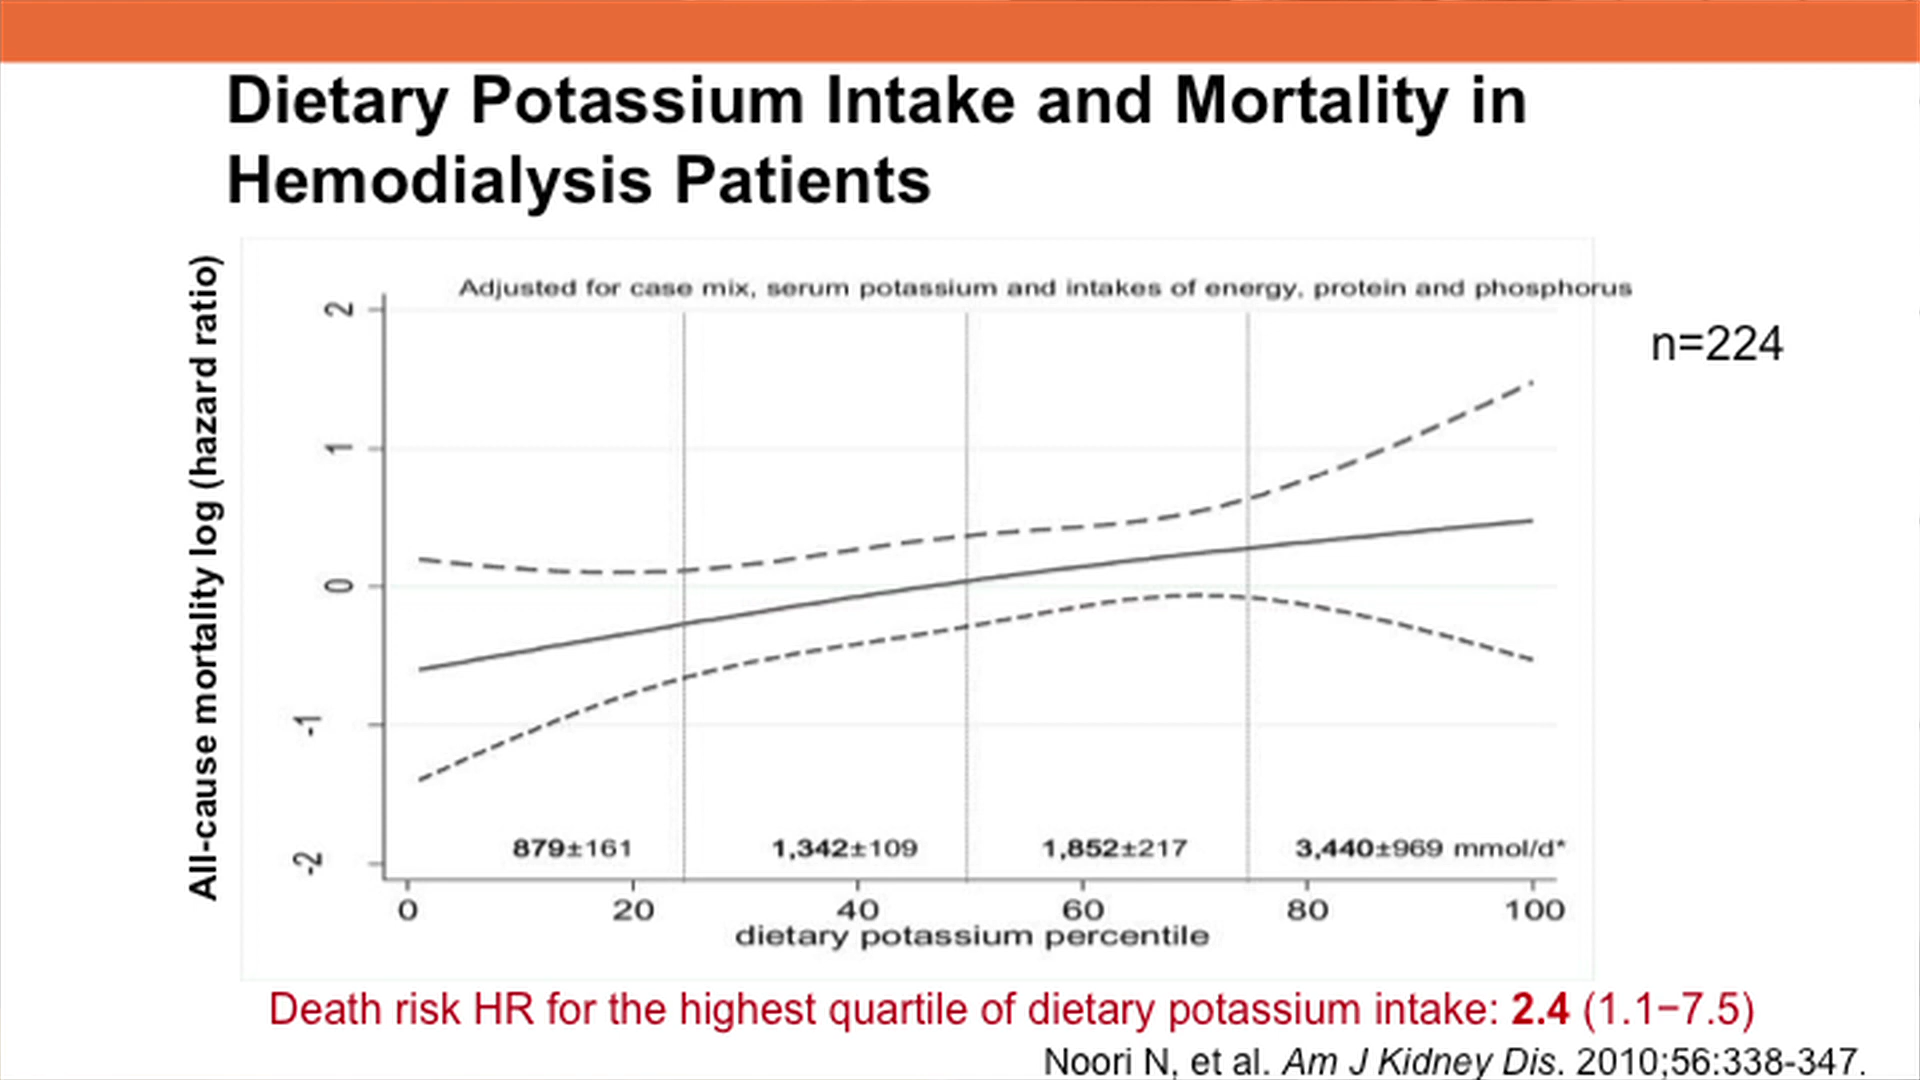 Dietary Potassium Intake and Mortality in
Hemodialysis Patients
All-cause mortality log (hazard ratio)
Adjusted for case mix, serum potassium and intakes of energy, protein and phosphorus
n=224
2
1
0
-1
-2
879±161 1,342±109 1,852±217 3,440±969 mmol/d*
0 20 40 60 80 100
dietary potassium percentile
Death risk HR for the highest quartile of dietary potassium intake: 2.4 (1.1–7.5)
Noori N, et al. Am J Kidney Dis. 2010;56:338-347.